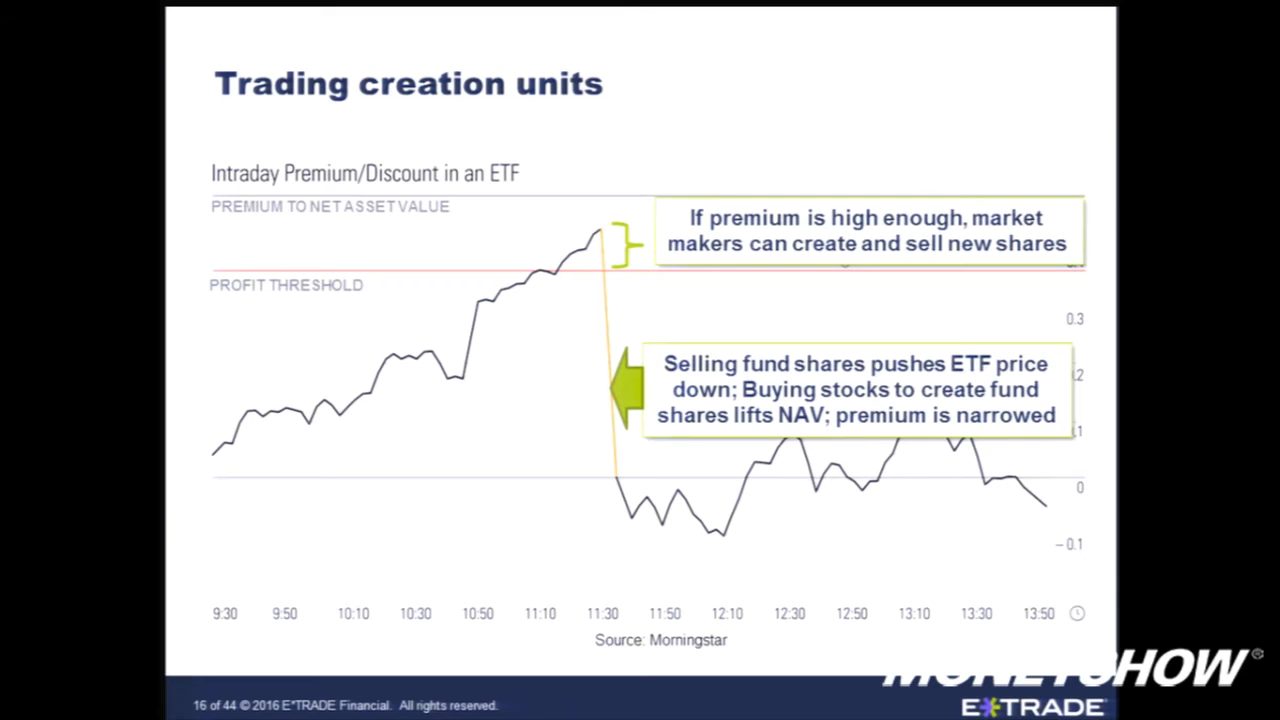 Trading creation units
Intraday Premium/Discount in an ETF
PREMIUM TO NET ASSET VALUE
If premium is high enough, market
makers can create and sell new shares
PROFIT THRESHOLD
0.3
Selling fund shares pushes ETF price
down; Buying stocks to create fund
shares lifts NAV; premium is narrowed
.2
.1
0
– 0.1
9:30 9:50 10:10 10:30 10:50 11:10 11:30 11:50 12:10 12:30 12:50 13:10 13:30 13:50
Source: Morningstar
MONEYSHOW®
16 of 44 © 2016 E*TRADE Financial. All rights reserved.
E*TRADE